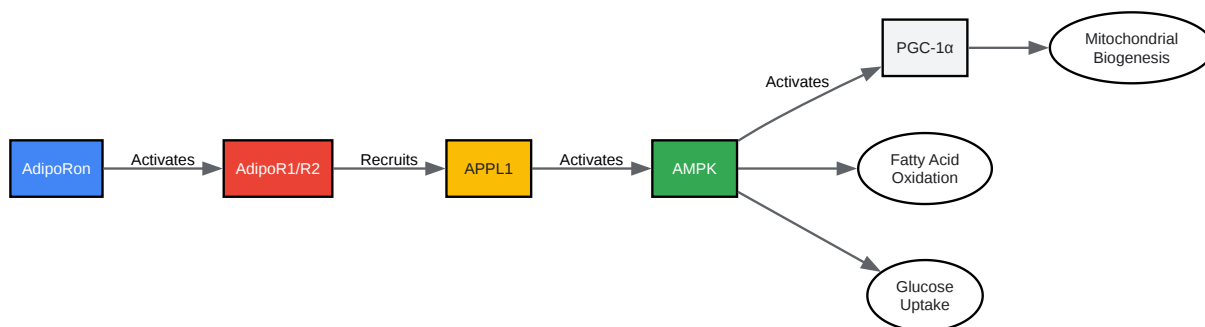 AdipoRon
Activates
AdipoR1/R2
Recruits
APPL1
Activates
AMPK
Activates
PGC-1α
Mitochondrial
Biogenesis
Fatty Acid
Oxidation
Glucose
Uptake